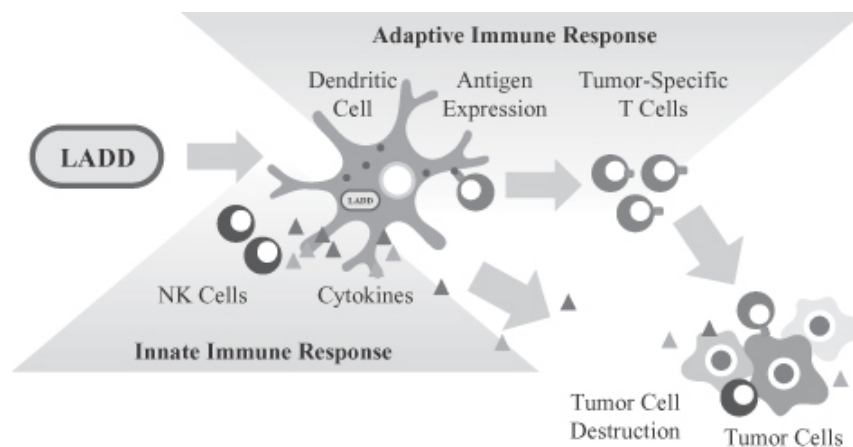 Adaptive Immune Response
Dendritic
Cell
Antigen
Expression
Tumor-Specific
T Cells
LADD
LADD
NK Cells
Cytokines
Innate Immune Response
Tumor Cell
Destruction
Tumor Cells